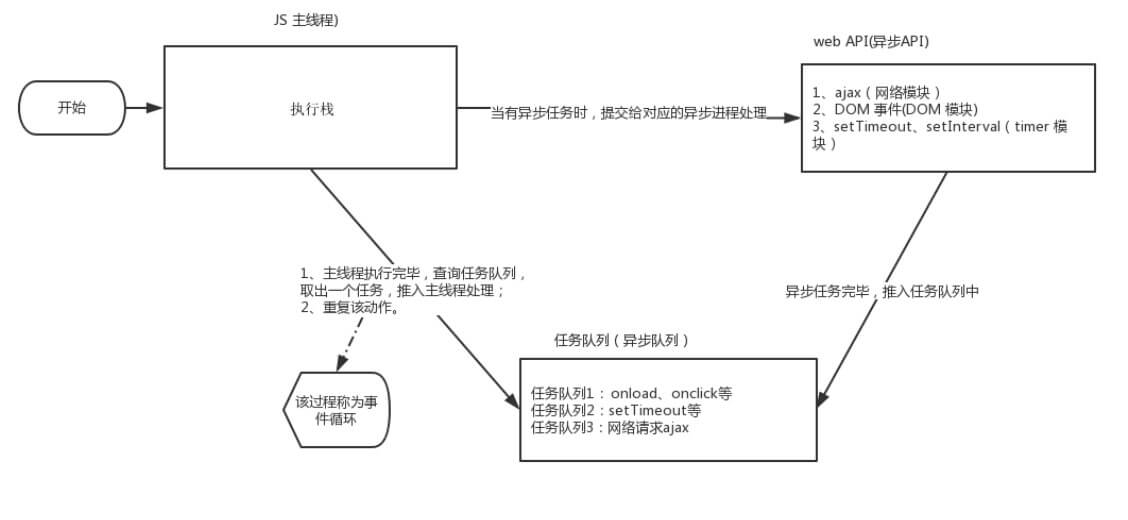 JS 主线程)
web API(异步API)
开始
执行栈
当有异步任务时，提交给对应的异步进程处理
1、ajax（网络模块）
2、DOM 事件(DOM 模块)
3、setTimeout、setInterval（timer 模
块）
1、主线程执行完毕，查询任务队列，
取出一个任务，推入主线程处理；
2、重复该动作。
异步任务完毕，推入任务队列中
任务队列（异步队列）
该过程称为事
件循环
任务队列1：onload、onclick等
任务队列2：setTimeout等
任务队列3：网络请求ajax